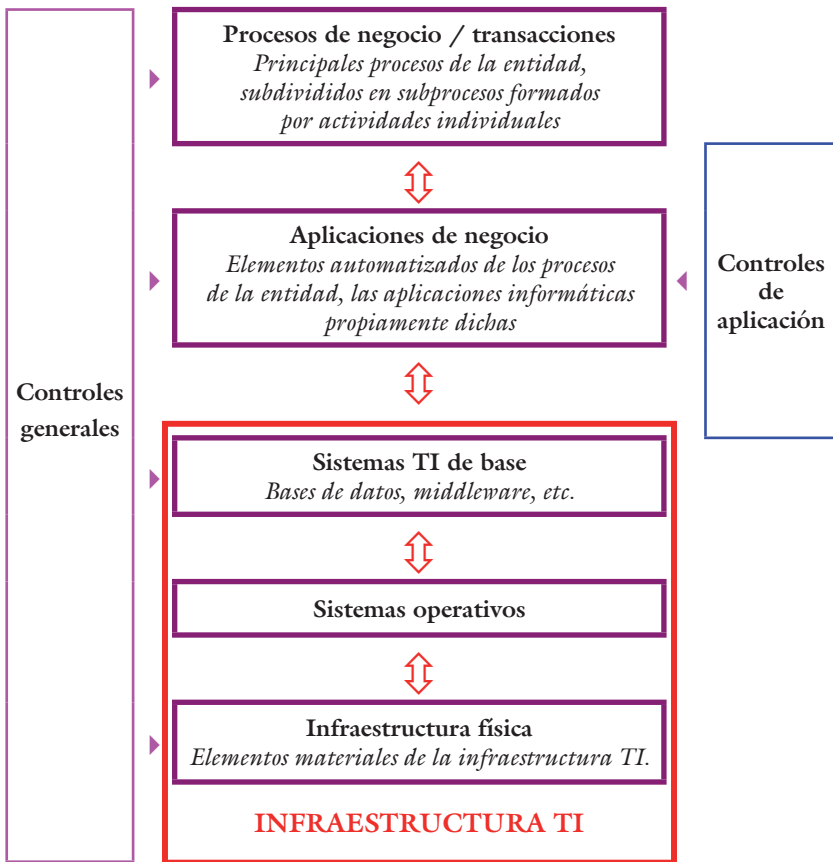 Procesos de negocio / transacciones
Principales procesos de la entidad,
subdivididos en subprocesos formados
por actividades individuales
Aplicaciones de negocio
Elementos automatizados de los procesos
de la entidad, las aplicaciones informáticas
propiamente dichas
Controles
de
aplicación
Controles
generales
Sistemas TI de base
Bases de datos, middleware, etc.
Sistemas operativos
Infraestructura física
Elementos materiales de la infraestructura TI.
INFRAESTRUCTURA TI